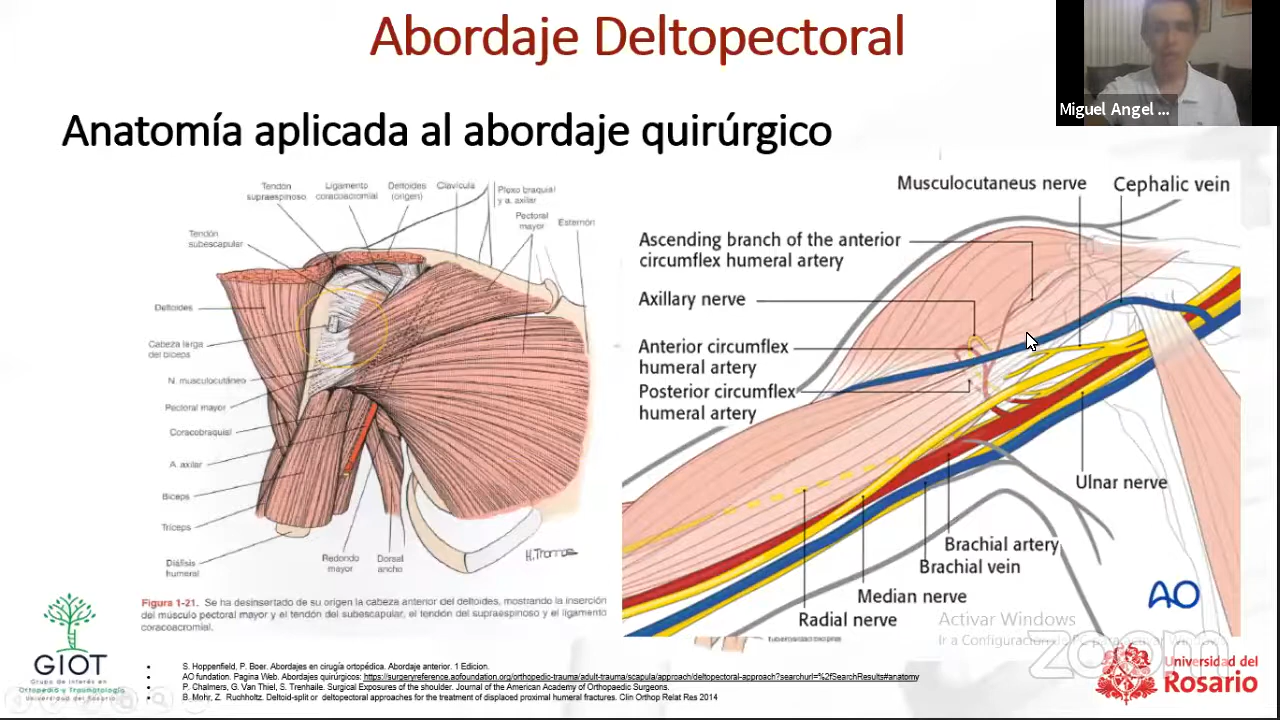 Abordaje Deltopectoral
Miguel Angel ...
Anatomía aplicada al abordaje quirúrgico
Tendón
supraespinoso
Ligamento
coracoacromial
Deltoides
(origen)
Clavícula
Plexo braquial
y a. axilar
Pectoral
mayor
Esternón
Tendón
subescapular
Deltoides
Cabeza larga
del bíceps
N. musculocutáneo
Pectoral mayor
Coracobraquial
A. axilar
Bíceps
Tríceps
Diáfisis
humeral
Redondo
mayor
Dorsal
ancho
Figura 1-21. Se ha desinsertado de su origen la cabeza anterior del deltoides, mostrando la inserción
del músculo pectoral mayor y el tendón del subescapular, el tendón del supraespinoso y el ligamento
coracoacromial.
Musculocutaneus nerve
Cephalic vein
Ascending branch of the anterior
circumflex humeral artery
Axillary nerve
Anterior circumflex
humeral artery
Posterior circumflex
humeral artery
Ulnar nerve
Brachial artery
Brachial vein
Median nerve
Radial nerve
AO
Activar Windows
zoom
GIOT
Grupo de Interés en
Ortopedia y Traumatología
Universidad del Rosario
• S. Hoppenfield, P. Boer. Abordajes en cirugía ortopédica. Abordaje anterior. 1 Edicion.
• AO fundation. Pagina Web. Abordajes quirúrgicos: https://surgeryreference.aofoundation.org/orthopedic-trauma/adult-trauma/scapula/approach/deltopectoral-approach?searchurl=%2fSearchResults#anatomy
• P. Chalmers, G. Van Thiel, S. Trenhaile. Surgical Exposures of the shoulder. Journal of the American Academy of Orthopaedic Surgeons.
• B. Mohr, Z. Ruchholtz. Deltoid-split or deltopectoral approaches for the treatment of displaced proximal humeral fractures. Clin Orthop Relat Res 2014
Universidad del
Rosario